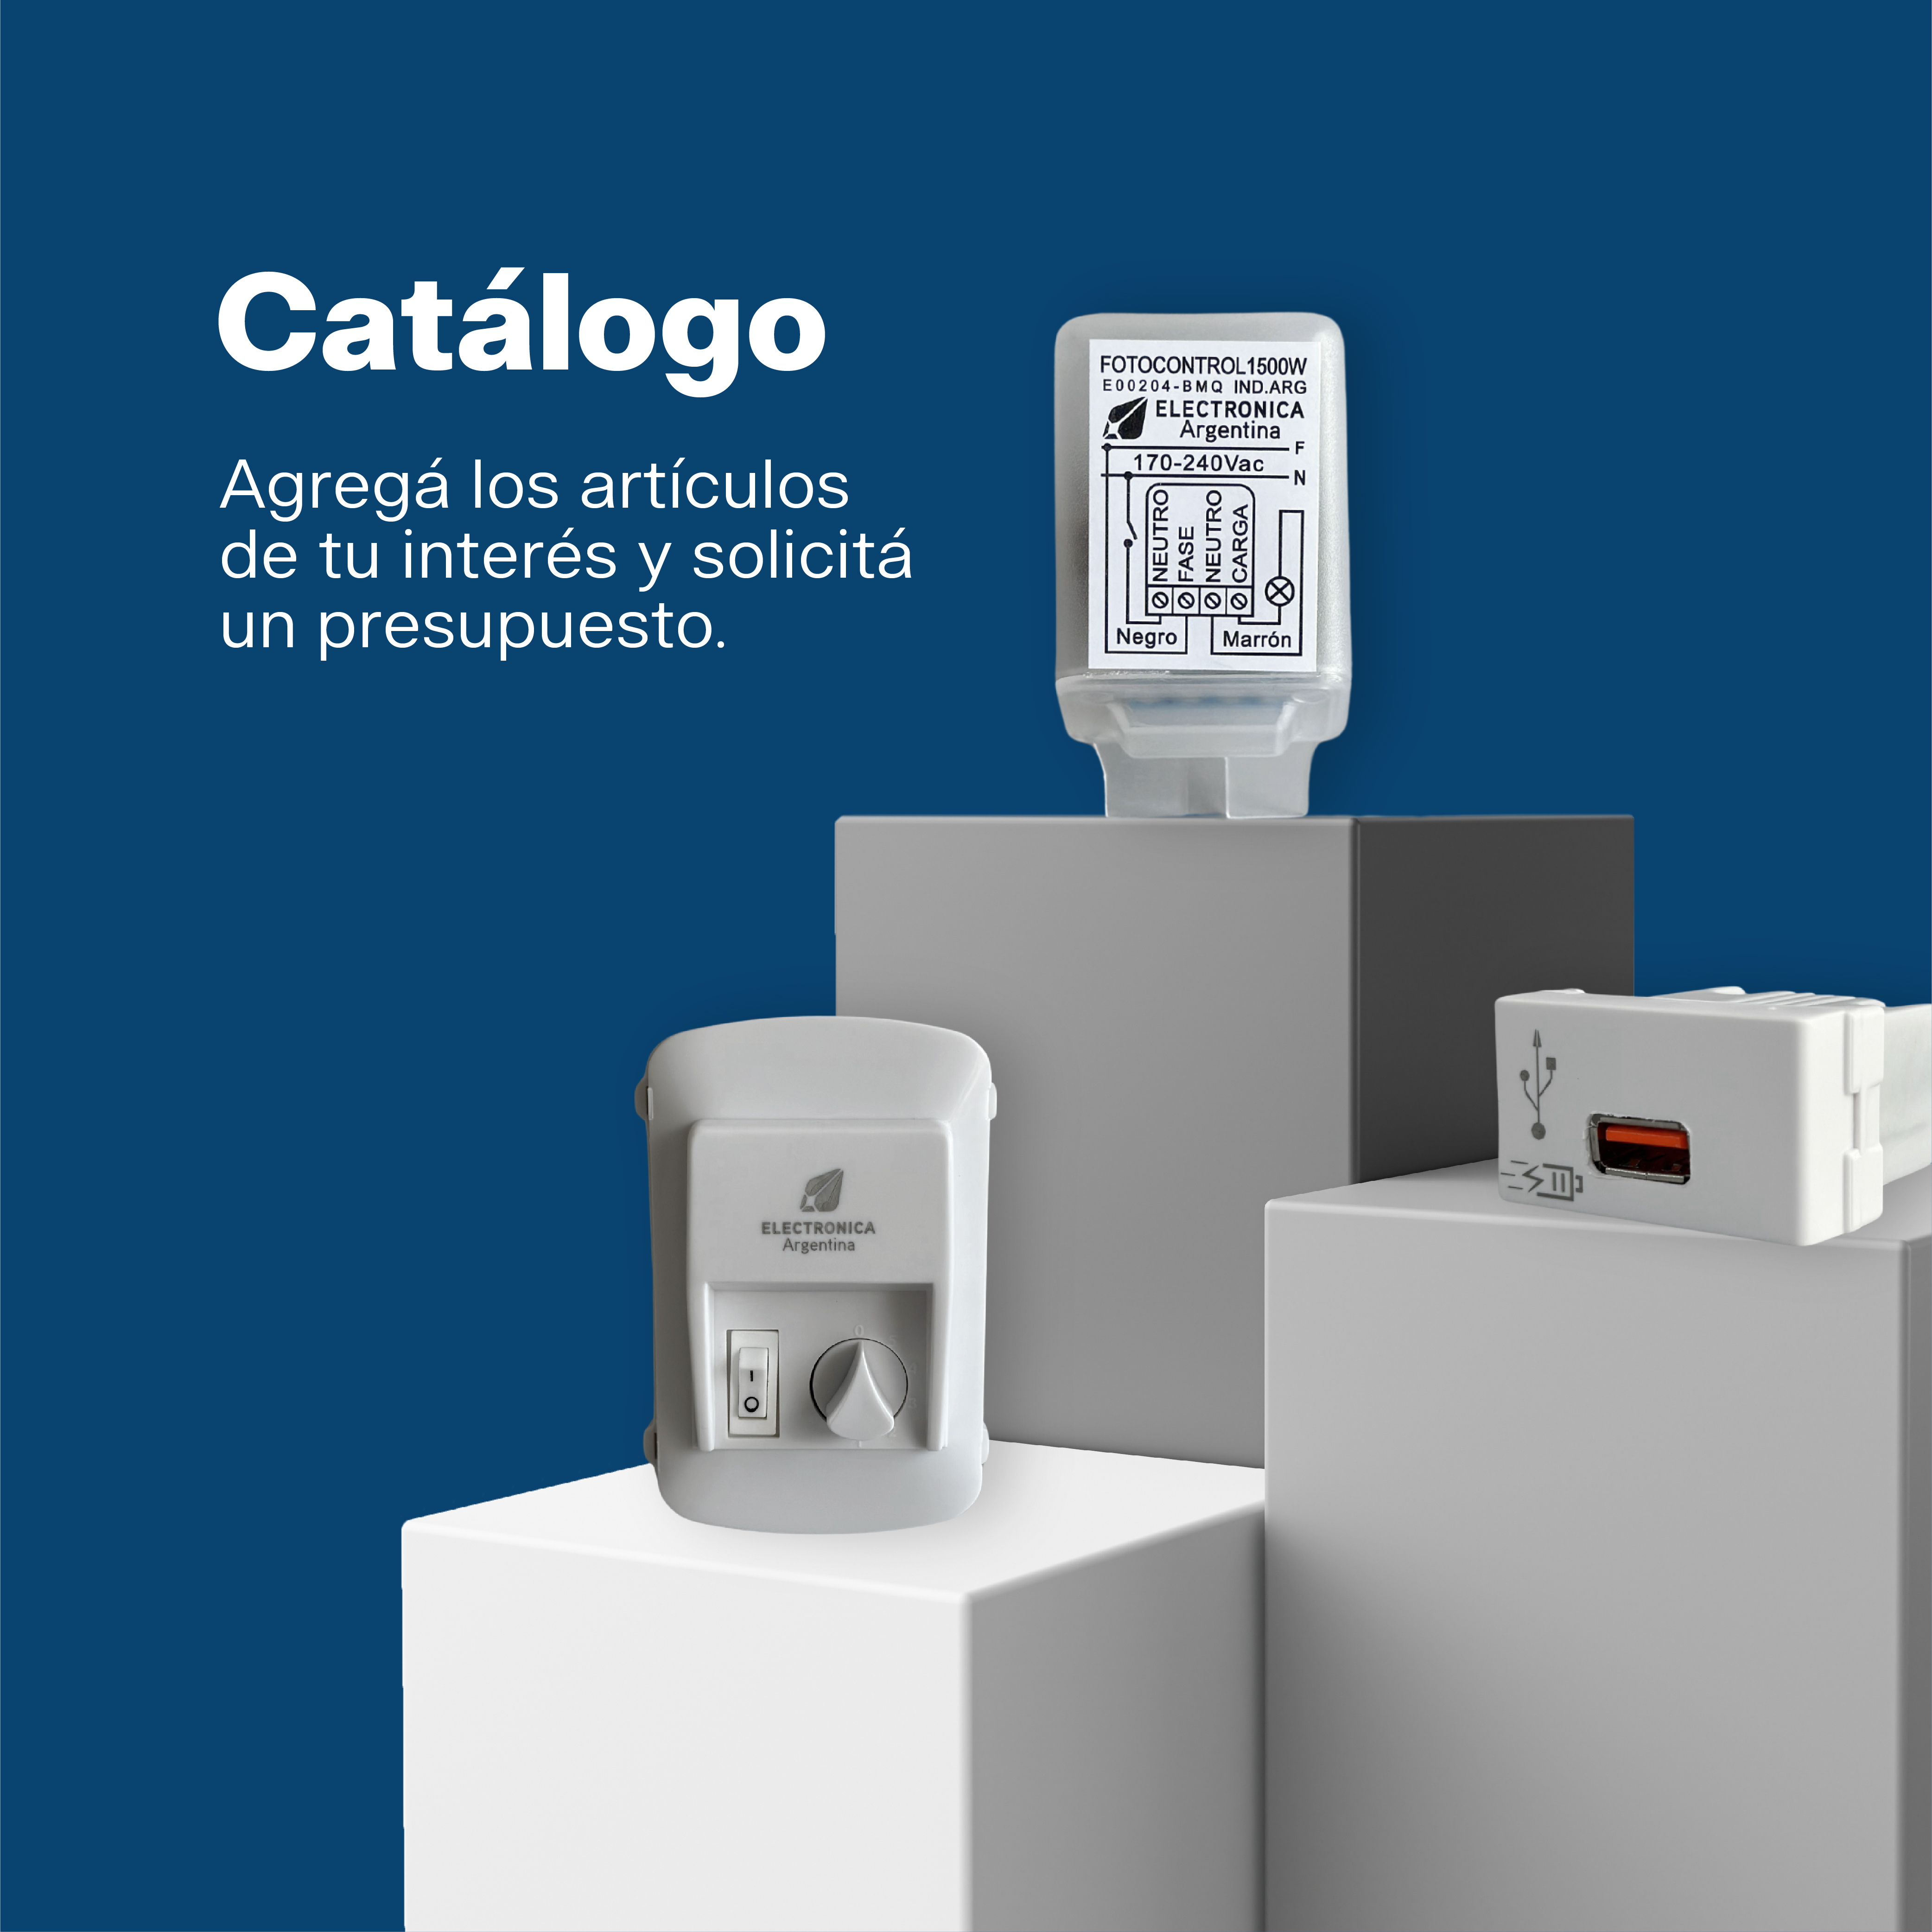 Catálogo
Agregá los artículos
de tu interés y solicitá
un presupuesto.
FOTOCONTROL1500W
E00204-BMQ IND.ARG
ELECTRONICA
Argentina
F
170-240Vac
N
NEUTRO
FASE
NEUTRO
CARGA
Negro
Marrón
ELECTRONICA
Argentina
0